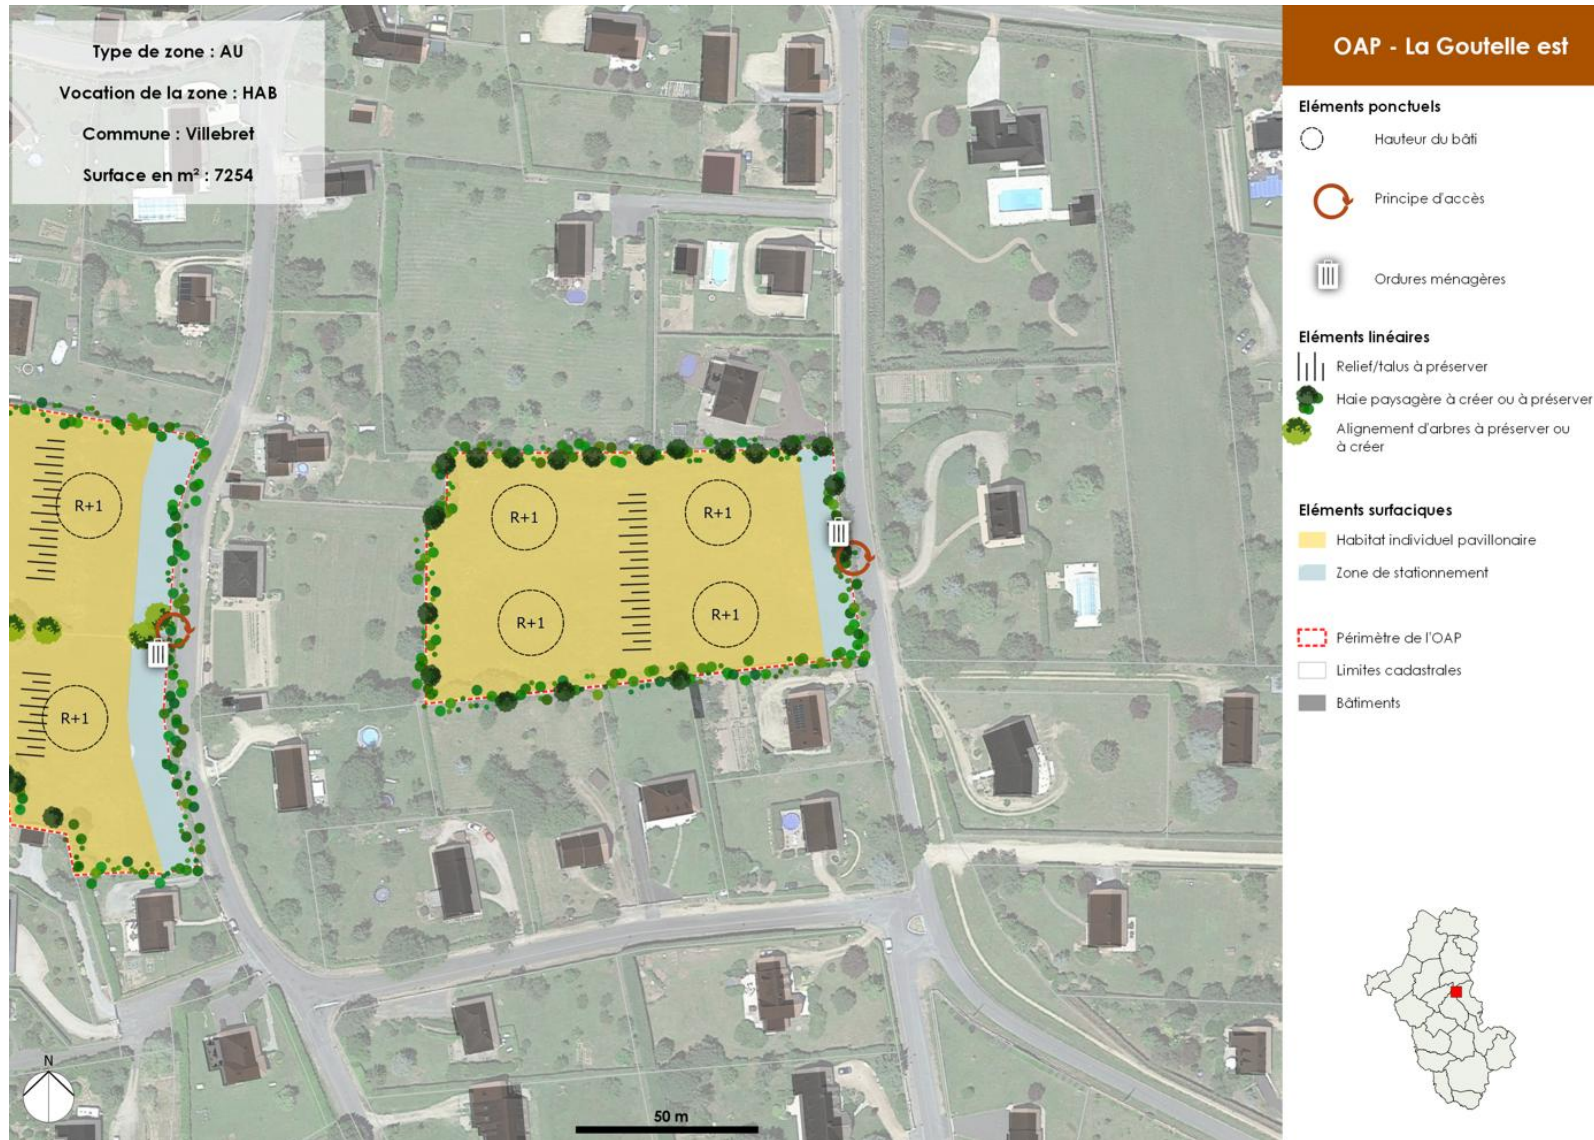 Type de zone : AU
Vocation de la zone : HAB
Commune : Villebret
Surface en m² : 7254
OAP - La Goutelle est
Eléments ponctuels
Hauteur du bâti
Principe d'accès
Ordures ménagères
Eléments linéaires
Relief/talus à préserver
Haie paysagère à créer ou à préserver
Alignement d'arbres à préserver ou
à créer
Eléments surfaciques
Habitat individuel pavillonaire
Zone de stationnement
Périmètre de l'OAP
Limites cadastrales
Bâtiments
R+1
R+1
R+1
R+1
R+1
R+1
N
50 m